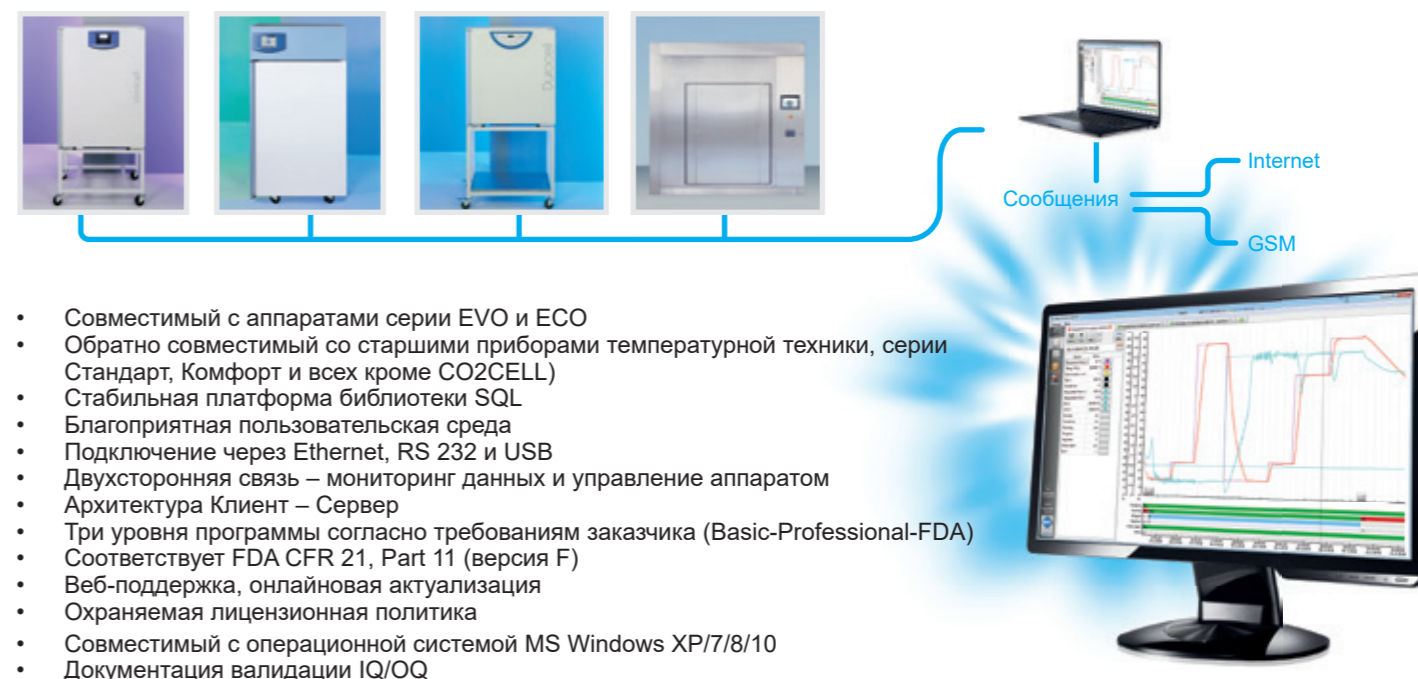 Durocell
Internet
Сообщения
GSM
• Совместимый с аппаратами серии EVO и ECO
• Обратно совместимый со старшими приборами температурной техники, серии
Стандарт, Комфорт и всех кроме CO2CELL)
• Стабильная платформа библиотеки SQL
• Благоприятная пользовательская среда
• Подключение через Ethernet, RS 232 и USB
• Двухсторонняя связь – мониторинг данных и управление аппаратом
• Архитектура Клиент – Сервер
• Три уровня программы согласно требованиям заказчика (Basic-Professional-FDA)
• Соответствует FDA CFR 21, Part 11 (версия F)
• Веб-поддержка, онлайновая актуализация
• Охраняемая лицензионная политика
• Совместимый с операционной системой MS Windows XP/7/8/10
• Документация валидации IQ/OQ